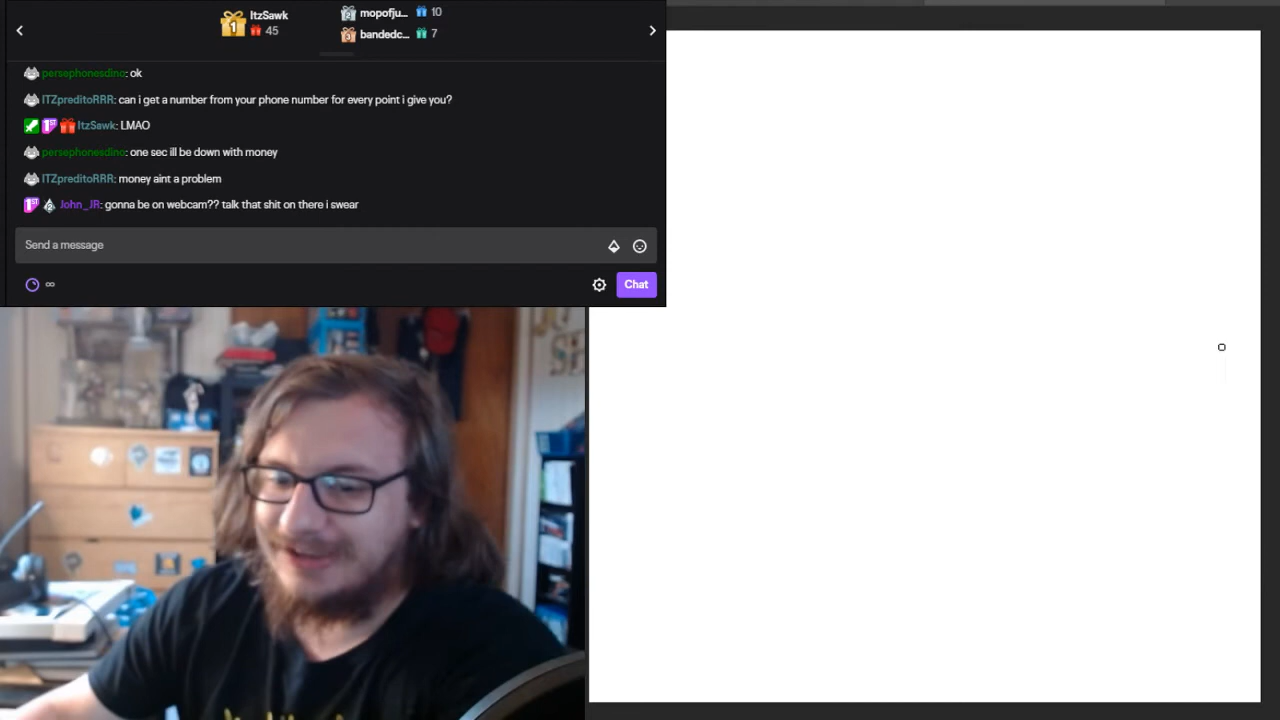 ItzSawk
45
mopofju...
10
bandedc...
7
persephonesdino: ok
ITZpreditoRRR: can i get a number from your phone number for every point i give you?
ItzSawk: LMAO
persephonesdino: one sec ill be down with money
ITZpreditoRRR: money aint a problem
John_JR: gonna be on webcam?? talk that shit on there i swear
Send a message
∞
Chat